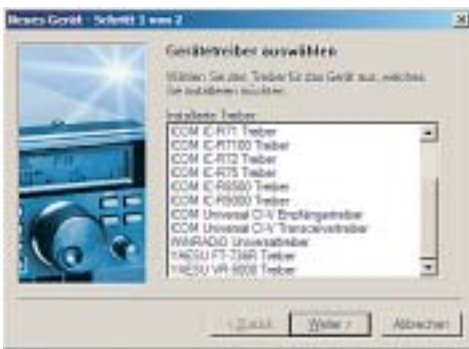 Neues Gerät - Schritt 1 von 2
Gerätetreiber auswählen
Wählen Sie den Treiber für das Gerät aus, welches
Sie installieren möchten.
Installierte Treiber
ICOM IC-R71 Treiber
ICOM IC-R7100 Treiber
ICOM IC-R72 Treiber
ICOM IC-R75 Treiber
ICOM IC-R8500 Treiber
ICOM IC-R9000 Treiber
ICOM Universal CI-V Empfängertreiber
ICOM Universal CI-V Transceivertreiber
WINRADIO Universaltreiber
YAESU FT-736R Treiber
YAESU VR-5000 Treiber
< Zurück
Weiter >
Abbrechen